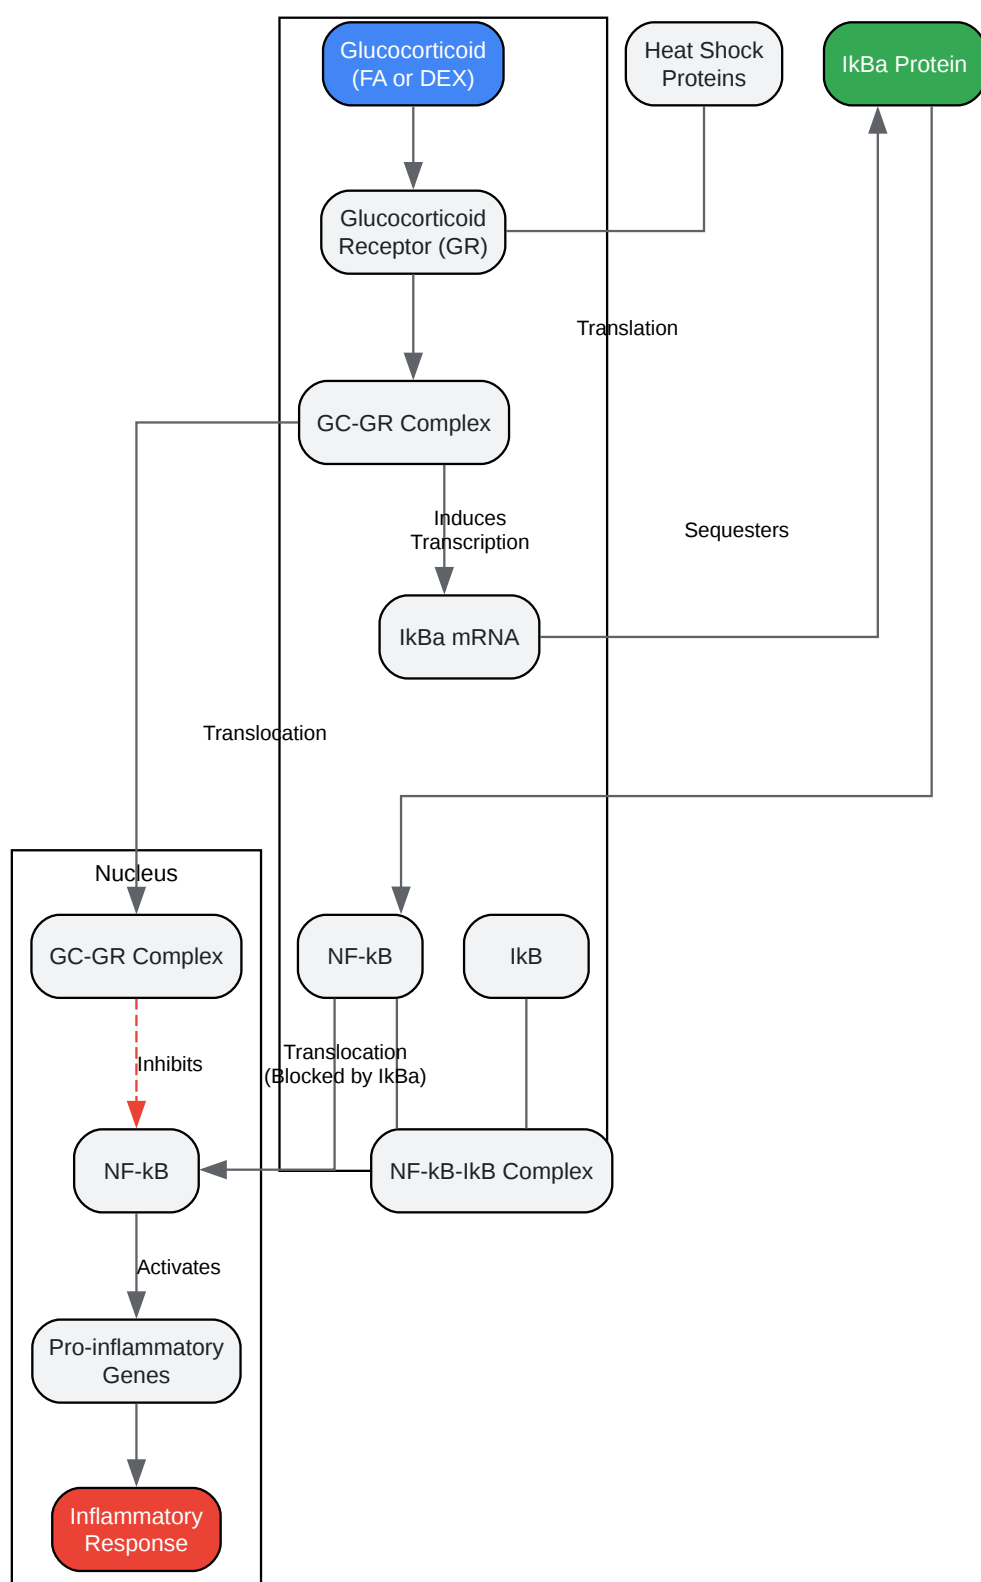 Glucocorticoid
(FA or DEX)
Heat Shock
Proteins
IkBa Protein
Glucocorticoid
Receptor (GR)
Translation
GC-GR Complex
Induces
Transcription
Sequesters
IkBa mRNA
Translocation
Nucleus
GC-GR Complex
NF-kB
IkB
Translocation
(Blocked by IkBa)
Inhibits
NF-kB
NF-kB-IkB Complex
Activates
Pro-inflammatory
Genes
Inflammatory
Response